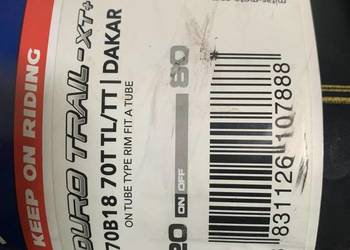 KEEP ON RIDING
DURO TRAIL - XT+
70B18 70T TL/TT | DAKAR
ON TUBE TYPE RIM FIT A TUBE
20 ON OFF 80
831126 107888